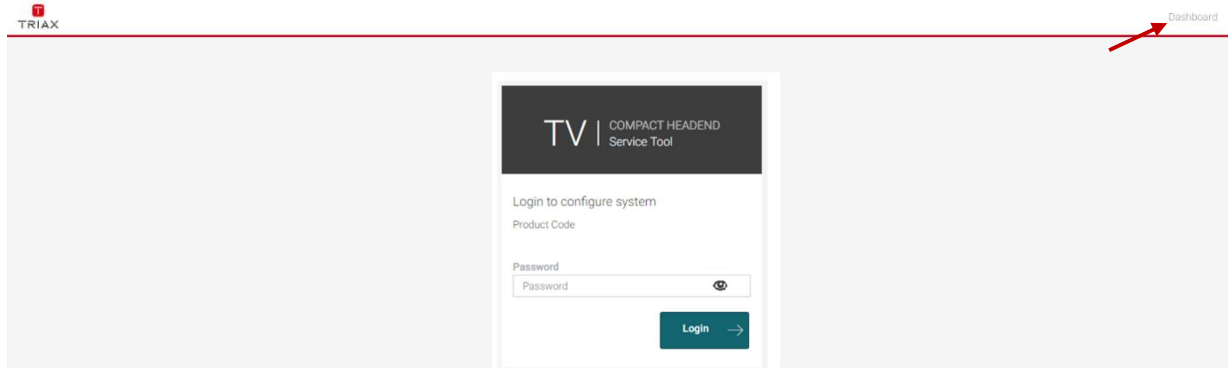 T
TRIAX
Dashboard
TV | COMPACT HEADEND
Service Tool
Login to configure system
Product Code
Password
Password
Login